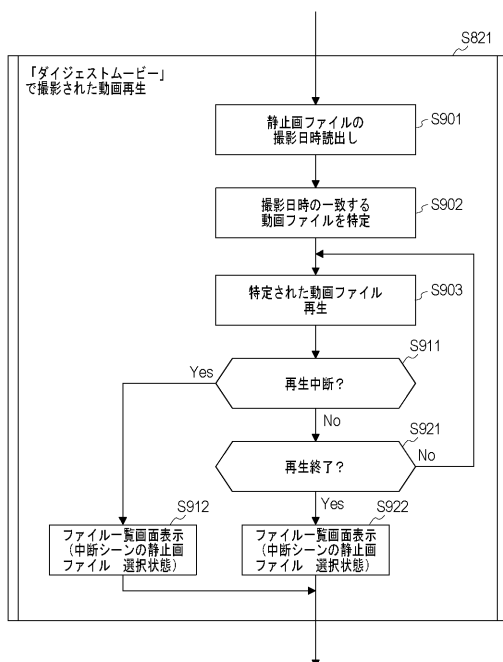 S821
「ダイジェストムービー」
で撮影された動画再生
静止画ファイルの
撮影日時読出し
S901
撮影日時の一致する
動画ファイルを特定
S902
特定された動画ファイル
再生
S903
S911
Yes
再生中断？
No
S921
再生終了？
No
Yes
S912
S922
ファイル一覧画面表示
（中断シーンの静止画
ファイル　選択状態）
ファイル一覧画面表示
（中断シーンの静止画
ファイル　選択状態）